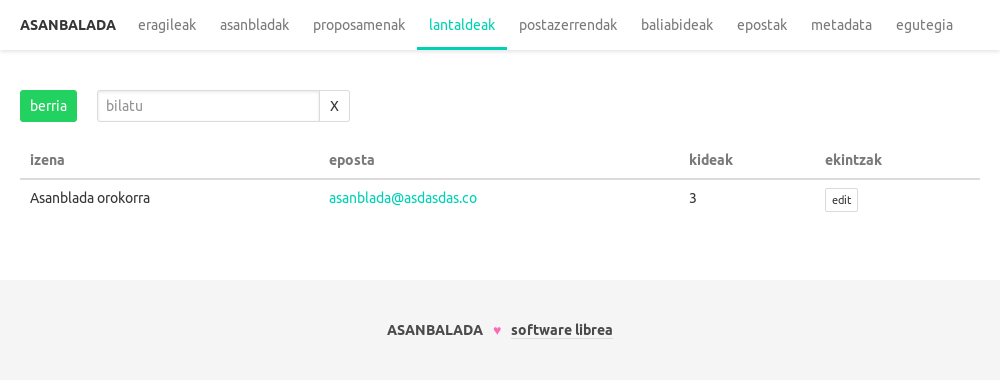 ASANBALADA eragileak asanbladak proposamenak lantaldeak postazerrendak baliabideak epostak metadata egutegia
berria bilatu X
izena eposta kideak ekintzak
Asanblada orokorra asanblada@asdasdas.co 3 edit
ASANBALADA ♥ software librea